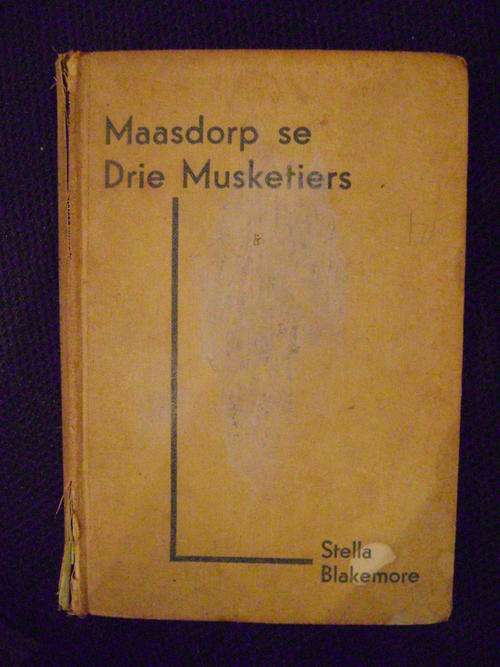 Maasdorp se
Drie Musketiers
Stella
Blakemore